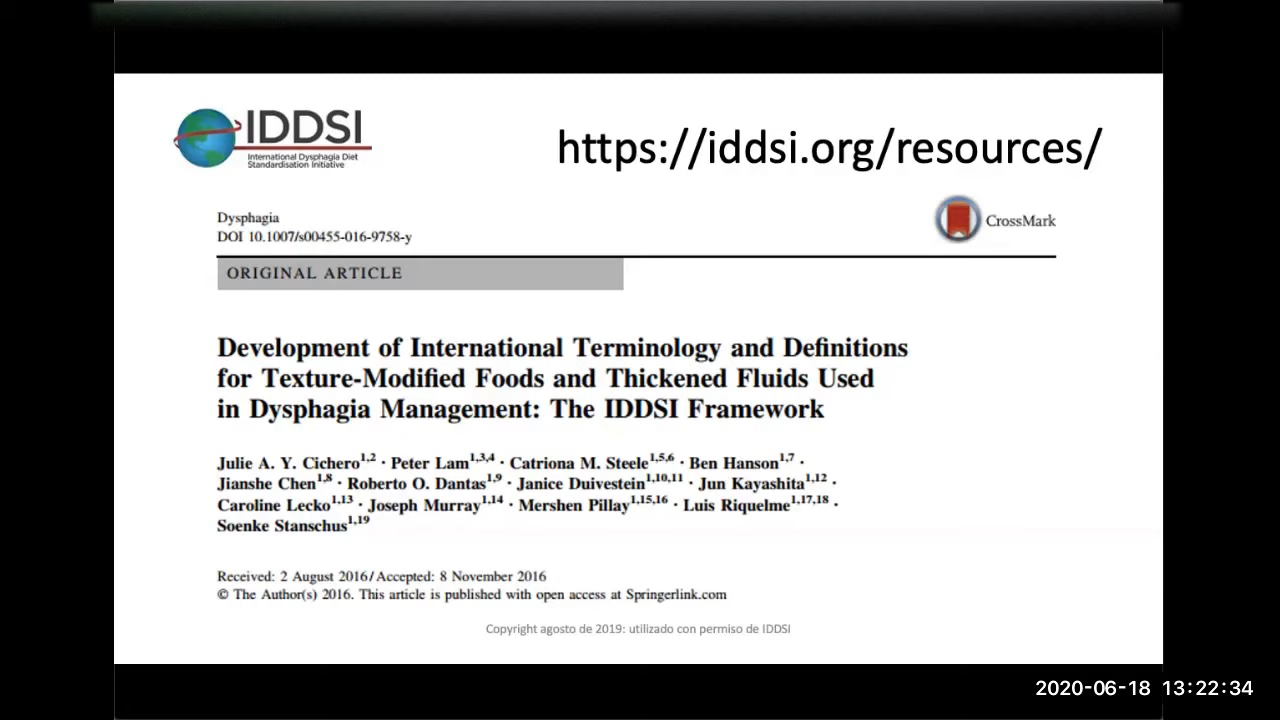 IDDSI
International Dysphagia Diet
Standardisation Initiative
https://iddsi.org/resources/
Dysphagia
DOI 10.1007/s00455-016-9758-y
CrossMark
ORIGINAL ARTICLE
Development of International Terminology and Definitions
for Texture-Modified Foods and Thickened Fluids Used
in Dysphagia Management: The IDDSI Framework
Julie A. Y. Cichero1,2 · Peter Lam1,3,4 · Catriona M. Steele1,5,6 · Ben Hanson1,7 ·
Jianshe Chen1,8 · Roberto O. Dantas1,9 · Janice Duivestein1,10,11 · Jun Kayashita1,12 ·
Caroline Lecko1,13 · Joseph Murray1,14 · Mershen Pillay1,15,16 · Luis Riquelme1,17,18 ·
Soenke Stanschus1,19
Received: 2 August 2016 / Accepted: 8 November 2016
© The Author(s) 2016. This article is published with open access at Springerlink.com
Copyright agosto de 2019: utilizado con permiso de IDDSI
2020-06-18 13:22:34